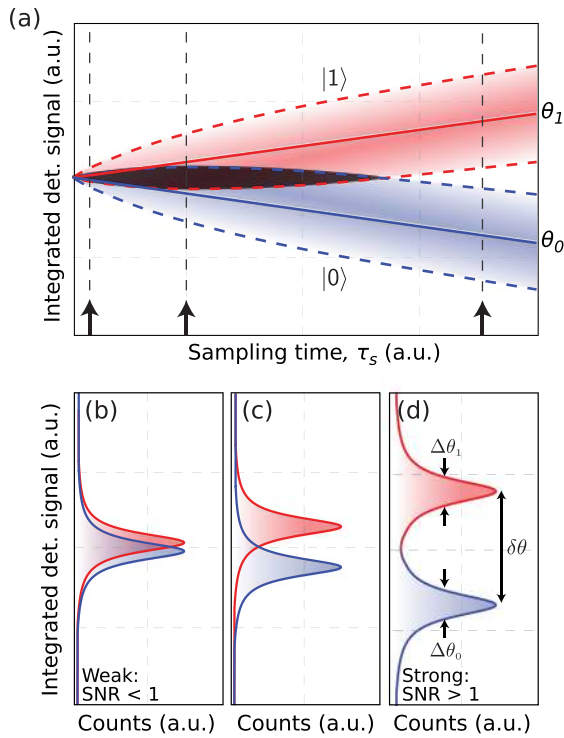 (a)
Integrated det. signal (a.u.)
|1⟩
θ1
θ0
|0⟩
Sampling time, τs (a.u.)
(b)
(c)
(d)
Integrated det. signal (a.u.)
Δθ1
δθ
Δθ0
Weak:
SNR < 1
Strong:
SNR > 1
Counts (a.u.)
Counts (a.u.)
Counts (a.u.)